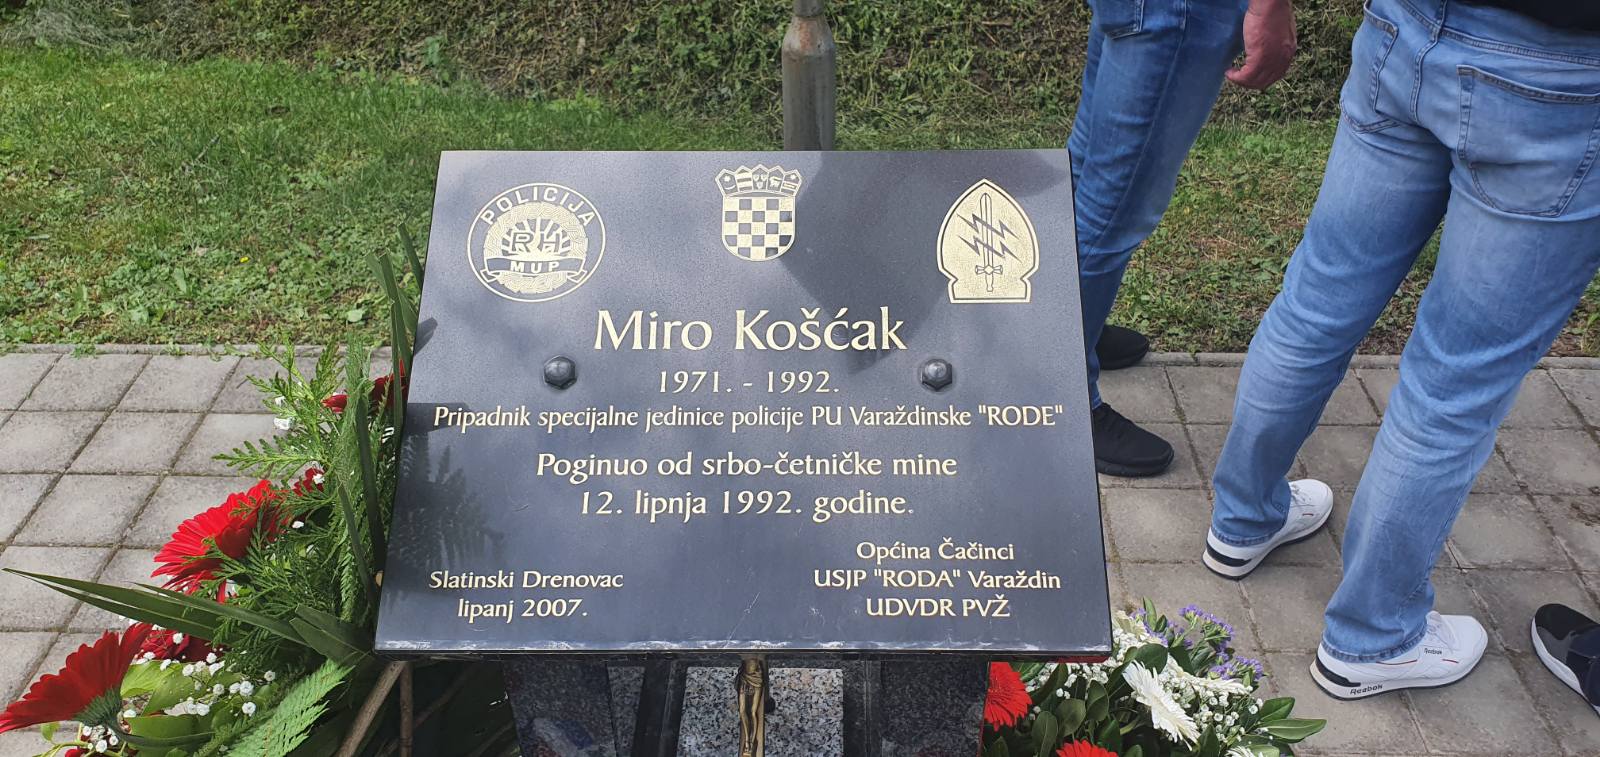 POLICIJA
RH
MUP
Miro Košćak
1971. - 1992.
Pripadnik specijalne jedinice policije PU Varaždinske "RODE"
Poginuo od srbo-četničke mine
12. lipnja 1992. godine.
Slatinski Drenovac
lipanj 2007.
Općina Čačinci
USJP "RODA" Varaždin
UDVDR PVŽ
Reebok
Reebok